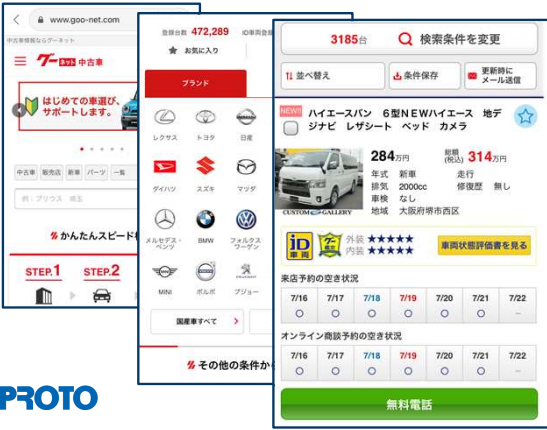 www.goo-net.com
中古車情報ならグーネット
グーネット 中古車
はじめての車選び、
サポートします。
中古車 販売店 新車 パーツ 一覧
例:プリウス 埼玉
かんたんスピード
STEP.1 STEP.2
登録台数 472,289 ID車両登録
お気に入り
ブランド
レクサス トヨタ 日産
ダイハツ スズキ マツダ
メルセデス・ベンツ BMW フォルクスワーゲン
MINI ボルボ プジョー
国産車すべて
その他の条件か
3185台 検索条件を変更
並べ替え 条件保存 更新時にメール送信
NEW!! ハイエースバン 6型NEWハイエース 地デ
ジナビ レザシート ベッド カメラ
284万円 総額(税込) 314万円
年式 新車 走行
排気 2000cc 修復歴 無し
車検 なし
地域 大阪府堺市西区
CUSTOM GALLERY
iD 車両 グー鑑定 外装 ★★★★★ 内装 ★★★★★ 車両状態評価書を見る
来店予約の空き状況
7/16 7/17 7/18 7/19 7/20 7/21 7/22
○ ○ ○ ○ ○ ○ −
オンライン商談予約の空き状況
7/16 7/17 7/18 7/19 7/20 7/21 7/22
○ ○ ○ ○ ○ ○ −
無料電話
PROTO